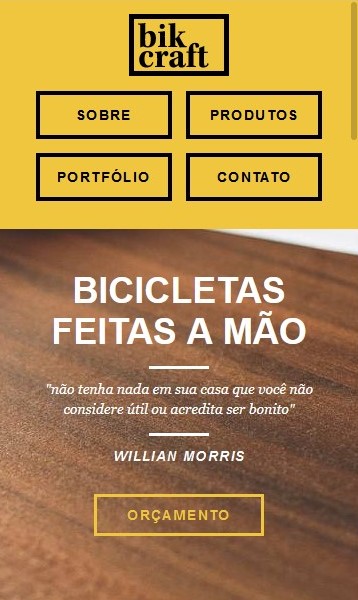 bik
craft
SOBRE
PRODUTOS
PORTFÓLIO
CONTATO
BICICLETAS
FEITAS A MÃO
"não tenha nada em sua casa que você não
considere útil ou acredita ser bonito"
WILLIAN MORRIS
ORÇAMENTO